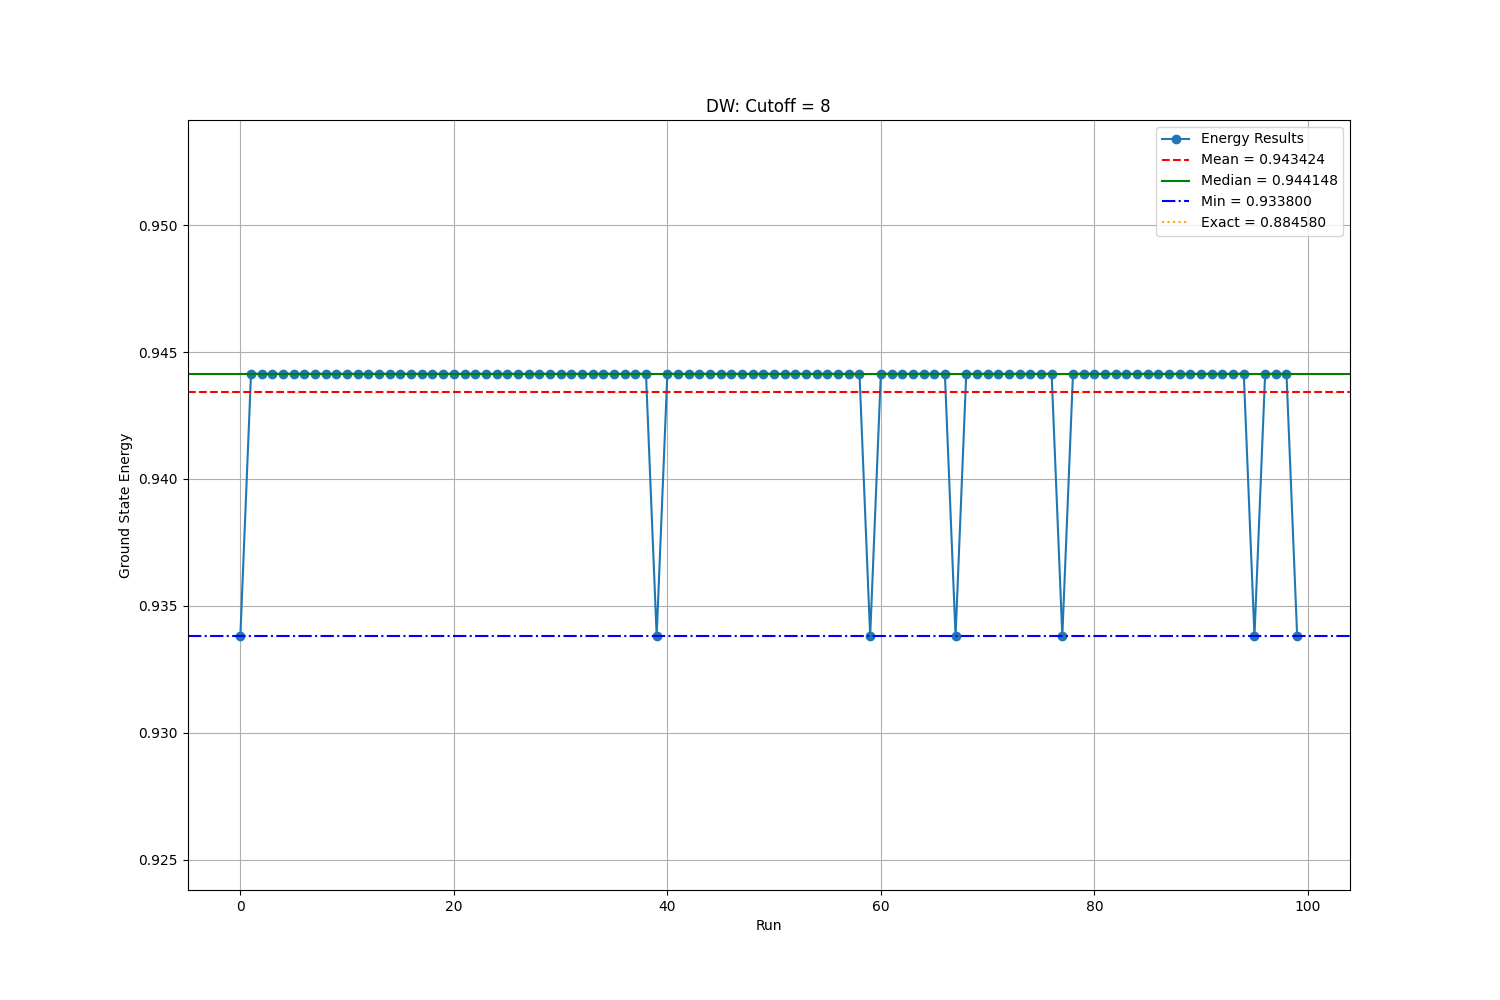 DW: Cutoff = 8
Energy Results
Mean = 0.943424
Median = 0.944148
Min = 0.933800
Exact = 0.884580
Ground State Energy
0.950
0.945
0.940
0.935
0.930
0.925
0 20 40 60 80 100
Run